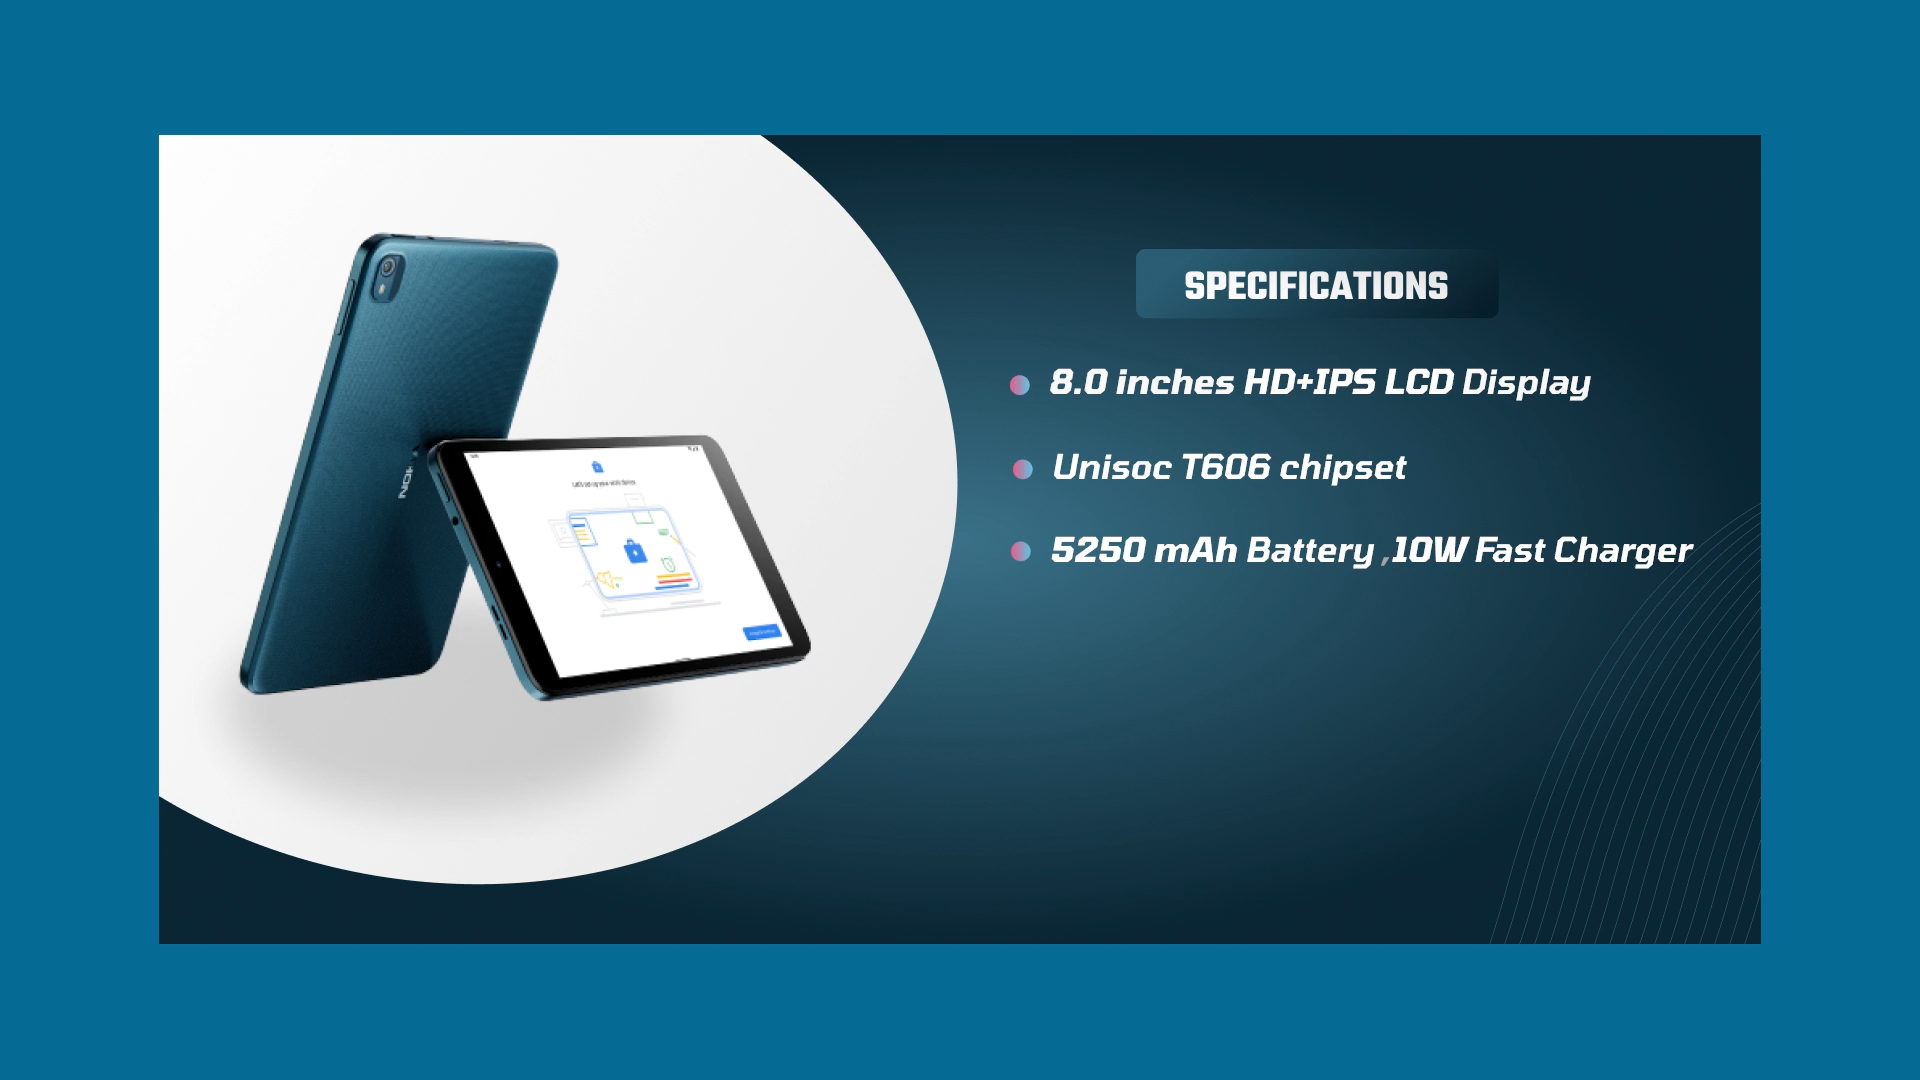 SPECIFICATIONS
8.0 inches HD+IPS LCD Display
Unisoc T606 chipset
5250 mAh Battery ,10W Fast Charger